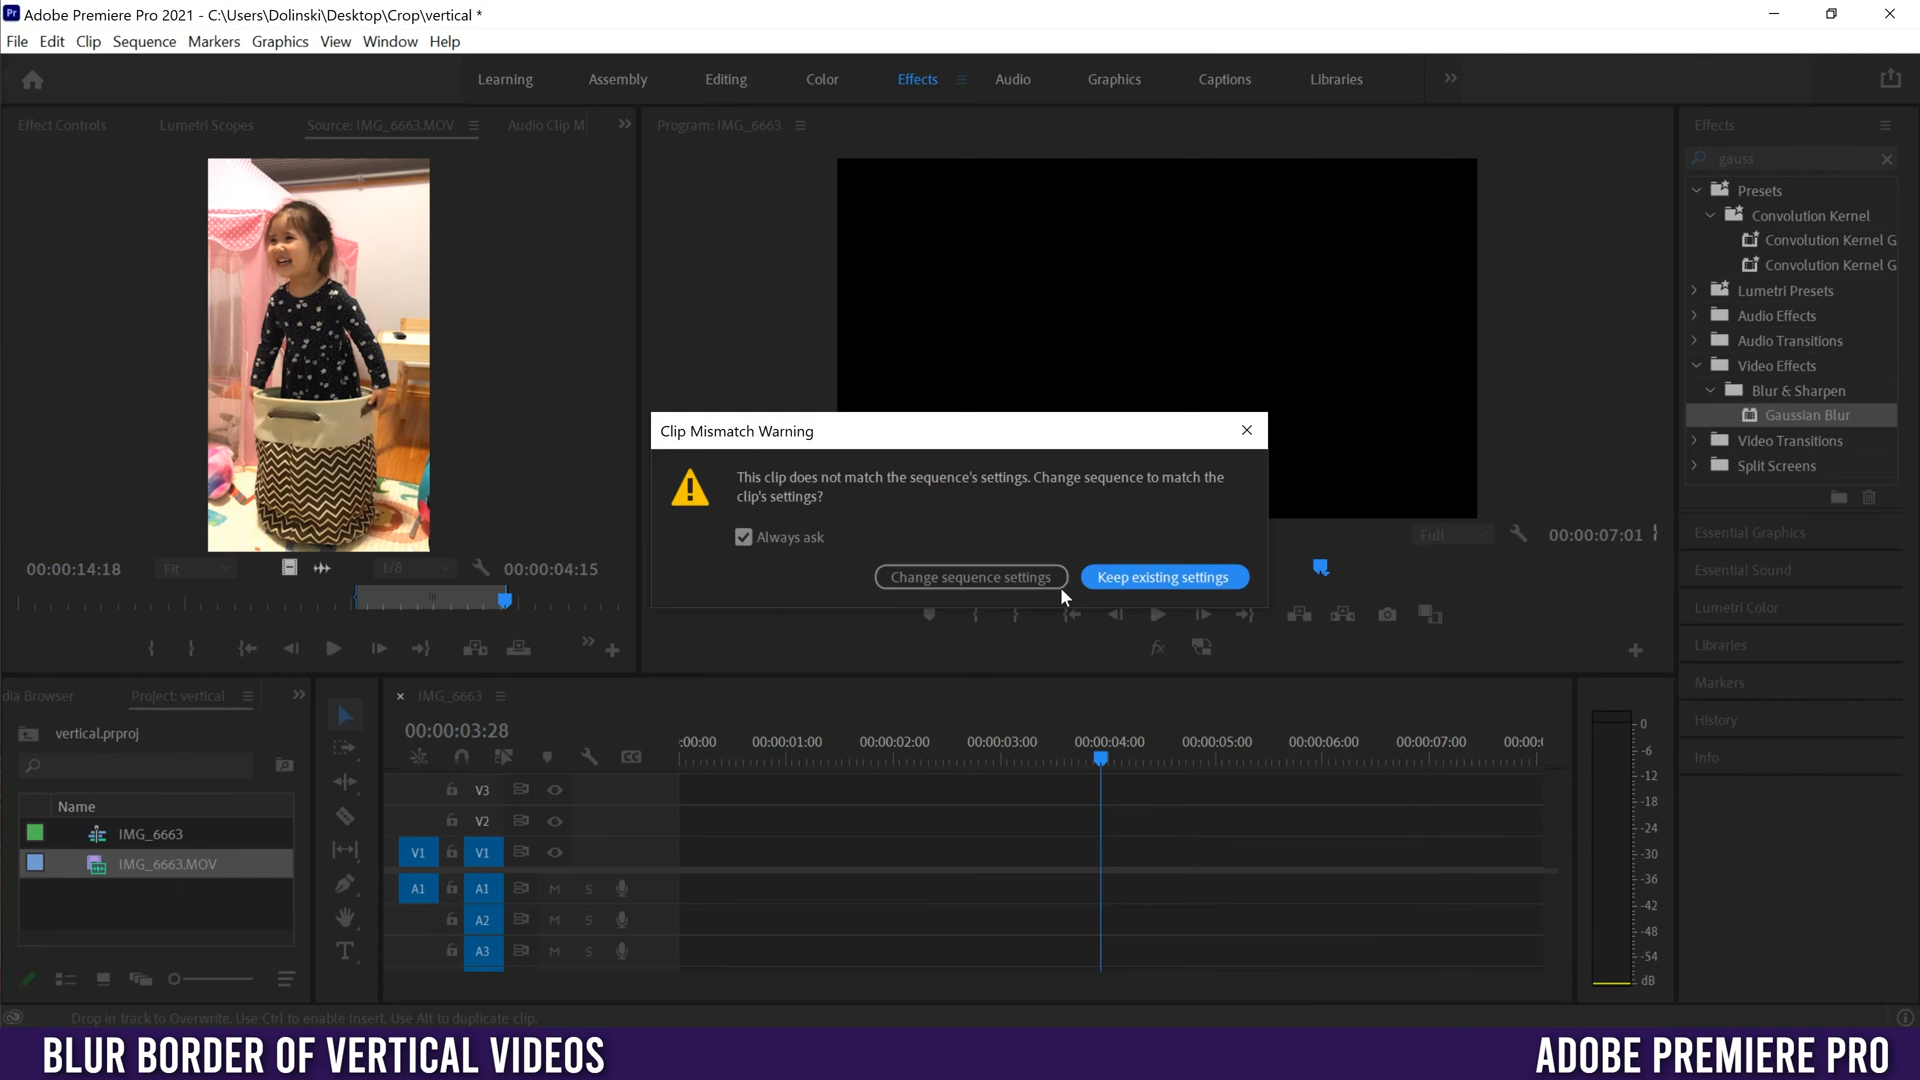 Adobe Premiere Pro 2021 - C:\Users\Dolinski\Desktop\Crop\vertical *
File Edit Clip Sequence Markers Graphics View Window Help
Learning Assembly Editing Color Effects Audio Graphics Captions Libraries
Effect Controls Lumetri Scopes Source: IMG_6663.MOV Audio Clip M
Program: IMG_6663
Effects
gauss
Presets
Convolution Kernel
Convolution Kernel G
Convolution Kernel G
Lumetri Presets
Audio Effects
Audio Transitions
Video Effects
Blur & Sharpen
Gaussian Blur
Video Transitions
Split Screens
Essential Graphics
Essential Sound
Lumetri Color
Libraries
Markers
History
Info
Clip Mismatch Warning
This clip does not match the sequence's settings. Change sequence to match the
clip's settings?
Always ask
Change sequence settings Keep existing settings
00:00:14:18 Fit 1/8 00:00:04:15
Full 00:00:07:01
dia Browser Project: vertical
vertical.prproj
Name
IMG_6663
IMG_6663.MOV
IMG_6663
00:00:03:28
:00:00 00:00:01:00 00:00:02:00 00:00:03:00 00:00:04:00 00:00:05:00 00:00:06:00 00:00:07:00 00:00:0
V3
V2
V1 V1
A1 A1 M S
A2 M S
A3 M S
0
-6
-12
-18
-24
-30
-36
-42
-48
-54
dB
Drop in track to Overwrite. Use Ctrl to enable Insert. Use Alt to duplicate clip.
BLUR BORDER OF VERTICAL VIDEOS
ADOBE PREMIERE PRO